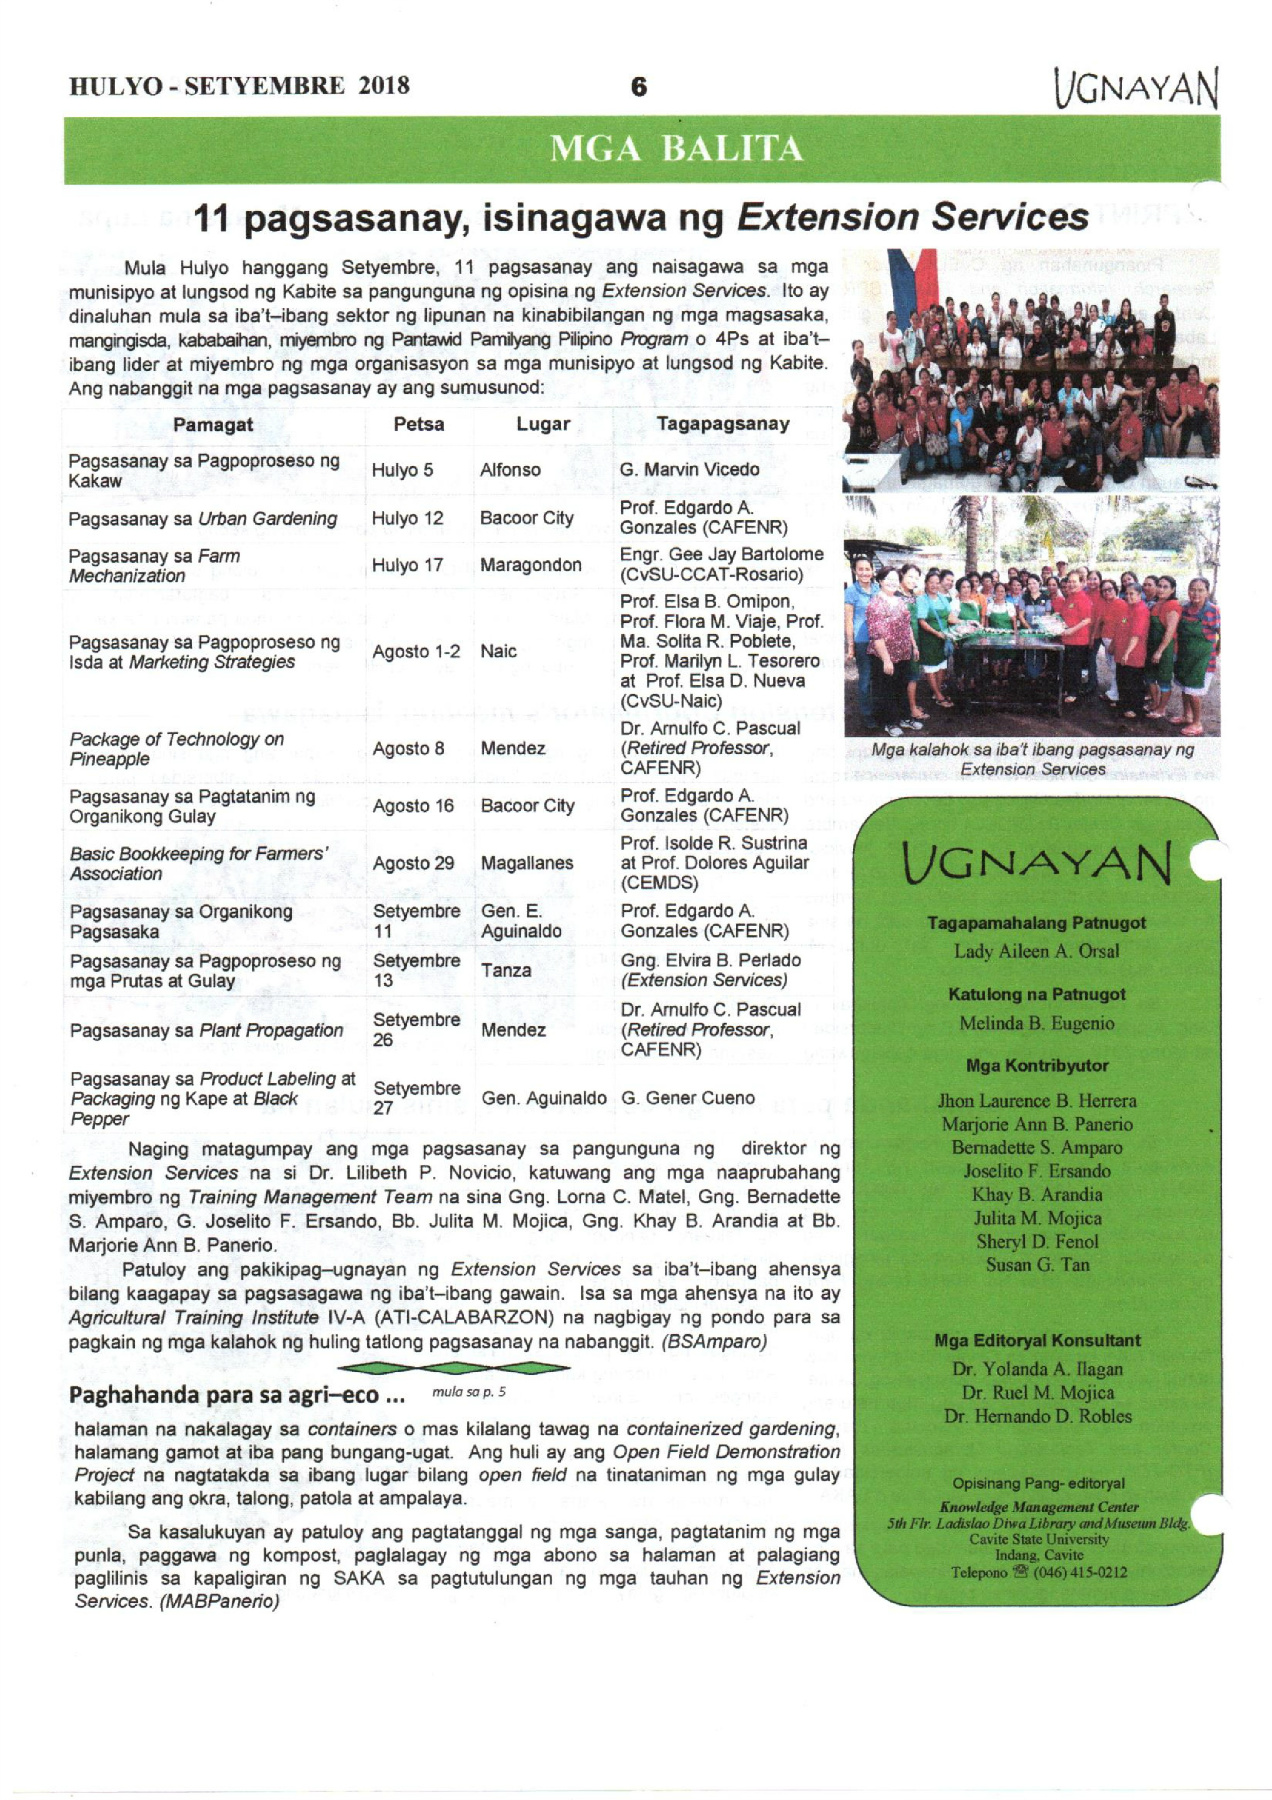 HULYO - SETYEMBRE 2018
6
UGNAYAN
MGA BALITA
11 pagsasanay, isinagawa ng Extension Services
Mula Hulyo hanggang Setyembre, 11 pagsasanay ang naisagawa sa mga
munisipyo at lungsod ng Kabite sa pangunguna ng opisina ng Extension Services. Ito ay
dinaluhan mula sa iba't–ibang sektor ng lipunan na kinabibilangan ng mga magsasaka,
mangingisda, kababaihan, miyembro ng Pantawid Pamilyang Pilipino Program o 4Ps at iba't–
ibang lider at miyembro ng mga organisasyon sa mga munisipyo at lungsod ng Kabite.
Ang nabanggit na mga pagsasanay ay ang sumusunod:
Pamagat Petsa Lugar Tagapagsanay
Pagsasanay sa Pagpoproseso ng
Kakaw
Hulyo 5
Alfonso
G. Marvin Vicedo
Pagsasanay sa Urban Gardening
Hulyo 12
Bacoor City
Prof. Edgardo A.
Gonzales (CAFENR)
Pagsasanay sa Farm
Mechanization
Hulyo 17
Maragondon
Engr. Gee Jay Bartolome
(CvSU-CCAT-Rosario)
Pagsasanay sa Pagpoproseso ng
Isda at Marketing Strategies
Agosto 1-2
Naic
Prof. Elsa B. Omipon,
Prof. Flora M. Viaje, Prof.
Ma. Solita R. Poblete,
Prof. Marilyn L. Tesorero
at Prof. Elsa D. Nueva
(CvSU-Naic)
Package of Technology on
Pineapple
Agosto 8
Mendez
Dr. Arnulfo C. Pascual
(Retired Professor,
CAFENR)
Pagsasanay sa Pagtatanim ng
Organikong Gulay
Agosto 16
Bacoor City
Prof. Edgardo A.
Gonzales (CAFENR)
Basic Bookkeeping for Farmers'
Association
Agosto 29
Magallanes
Prof. Isolde R. Sustrina
at Prof. Dolores Aguilar
(CEMDS)
Pagsasanay sa Organikong
Pagsasaka
Setyembre
11
Gen. E.
Aguinaldo
Prof. Edgardo A.
Gonzales (CAFENR)
Pagsasanay sa Pagpoproseso ng
mga Prutas at Gulay
Setyembre
13
Tanza
Gng. Elvira B. Perlado
(Extension Services)
Pagsasanay sa Plant Propagation
Setyembre
26
Mendez
Dr. Arnulfo C. Pascual
(Retired Professor,
CAFENR)
Pagsasanay sa Product Labeling at
Packaging ng Kape at Black
Pepper
Setyembre
27
Gen. Aguinaldo
G. Gener Cueno
Naging matagumpay ang mga pagsasanay sa pangunguna ng direktor ng
Extension Services na si Dr. Lilibeth P. Novicio, katuwang ang mga naaprubahang
miyembro ng Training Management Team na sina Gng. Lorna C. Matel, Gng. Bernadette
S. Amparo, G. Joselito F. Ersando, Bb. Julita M. Mojica, Gng. Khay B. Arandia at Bb.
Marjorie Ann B. Panerio.
Patuloy ang pakikipag–ugnayan ng Extension Services sa iba't–ibang ahensya
bilang kaagapay sa pagsasagawa ng iba't–ibang gawain. Isa sa mga ahensya na ito ay
Agricultural Training Institute IV-A (ATI-CALABARZON) na nagbigay ng pondo para sa
pagkain ng mga kalahok ng huling tatlong pagsasanay na nabanggit. (BSAmparo)
Paghahanda para sa agri–eco ... mula sa p. 5
halaman na nakalagay sa containers o mas kilalang tawag na containerized gardening,
halamang gamot at iba pang bungang-ugat. Ang huli ay ang Open Field Demonstration
Project na nagtatakda sa ibang lugar bilang open field na tinataniman ng mga gulay
kabilang ang okra, talong, patola at ampalaya.
Sa kasalukuyan ay patuloy ang pagtatanggal ng mga sanga, pagtatanim ng mga
punla, paggawa ng kompost, paglalagay ng mga abono sa halaman at palagiang
paglilinis sa kapaligiran ng SAKA sa pagtutulungan ng mga tauhan ng Extension
Services. (MABPanerio)
Mga kalahok sa iba't ibang pagsasanay ng
Extension Services
UGNAYAN
Tagapamahalang Patnugot
Lady Aileen A. Orsal
Katulong na Patnugot
Melinda B. Eugenio
Mga Kontribyutor
Jhon Laurence B. Herrera
Marjorie Ann B. Panerio
Bernadette S. Amparo
Joselito F. Ersando
Khay B. Arandia
Julita M. Mojica
Sheryl D. Fenol
Susan G. Tan
Mga Editoryal Konsultant
Dr. Yolanda A. Ilagan
Dr. Ruel M. Mojica
Dr. Hernando D. Robles
Opisinang Pang- editoryal
Knowledge Management Center
5th Flr. Ladislao Diwa Library and Museum Bldg.
Cavite State University
Indang, Cavite
Telepono ☏ (046) 415-0212